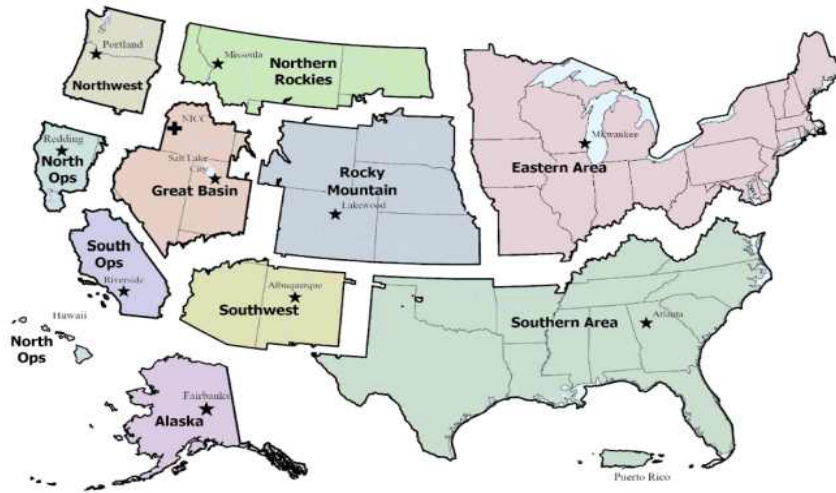 Portland
Northwest
Missoula
Northern
Rockies
Milwaukee
Eastern Area
Redding
North
Ops
NICC
Salt Lake
City
Great Basin
Rocky
Mountain
Lakewood
South
Ops
Riverside
Albuquerque
Southwest
Southern Area
Atlanta
Hawaii
North
Ops
Fairbanks
Alaska
Puerto Rico